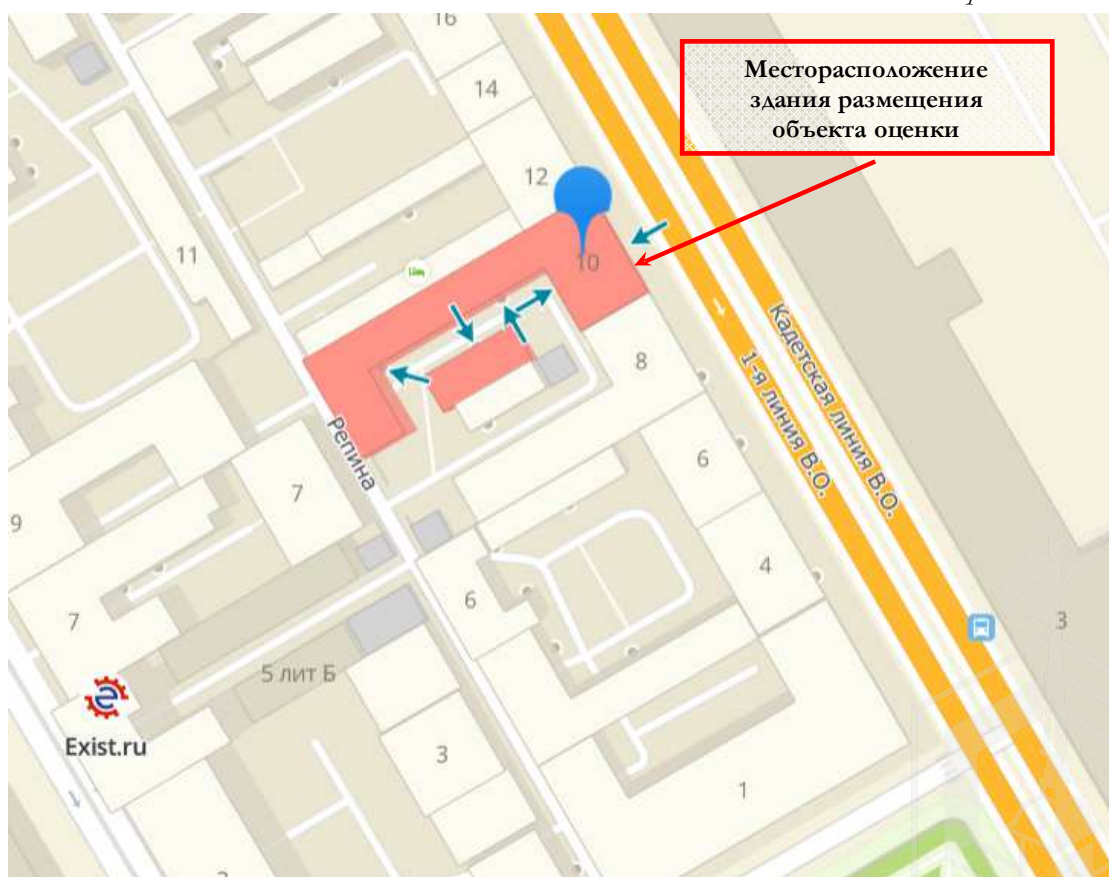 16
Месторасположение
здания размещения
объекта оценки
14
12
11
10
Кадетская линия В.О.
1-я линия В.О.
8
Репина
6
7
9
4
6
7
3
5 лит Б
Exist.ru
3
1